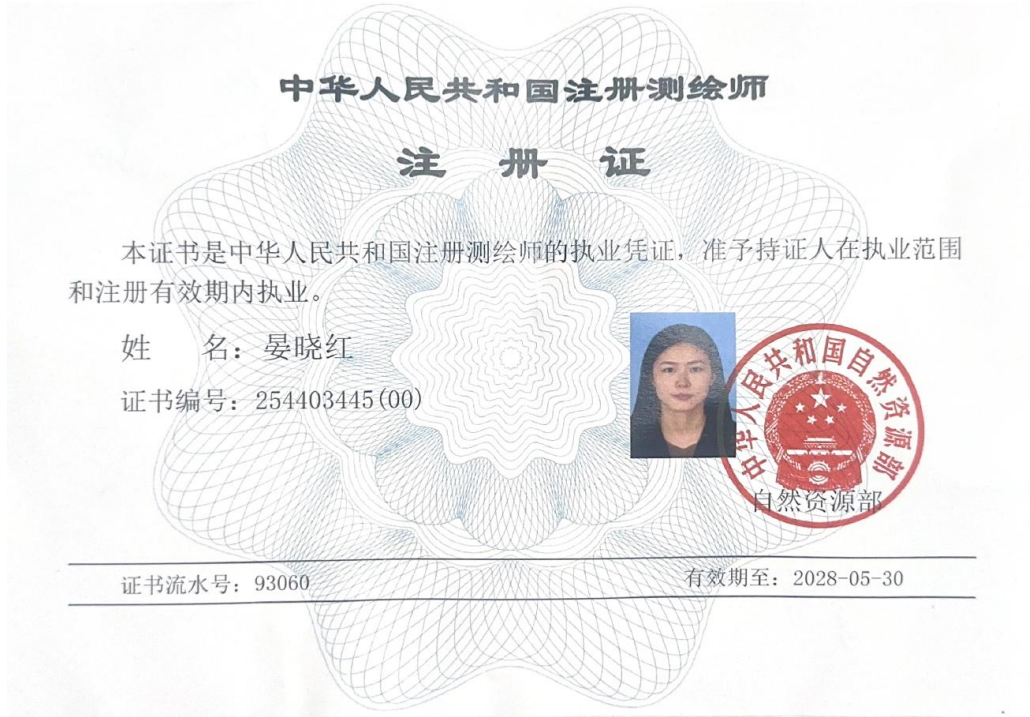 中华人民共和国注册测绘师
注 册 证
本证书是中华人民共和国注册测绘师的执业凭证，准予持证人在执业范围
和注册有效期内执业。
姓 名：晏晓红
证书编号：254403445(00)
中华人民共和国自然资源部
自然资源部
证书流水号：93060
有效期至：2028-05-30